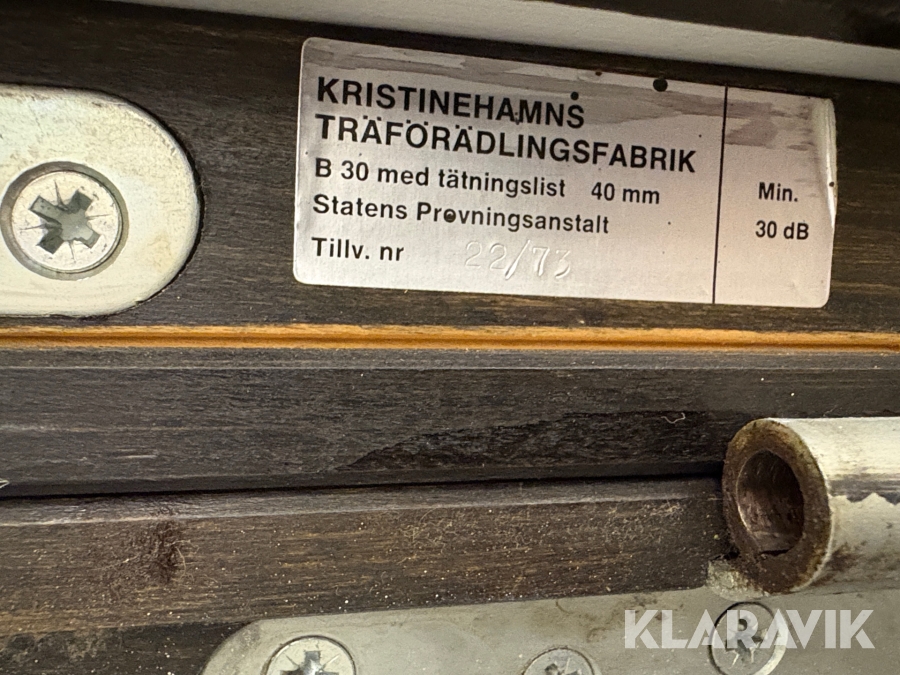 KRISTINEHAMNS
TRÄFÖRÄDLINGSFABRIK
B 30 med tätningslist 40 mm
Statens Provningsanstalt
Tillv. nr 22/73
Min.
30 dB
KLARAVIK